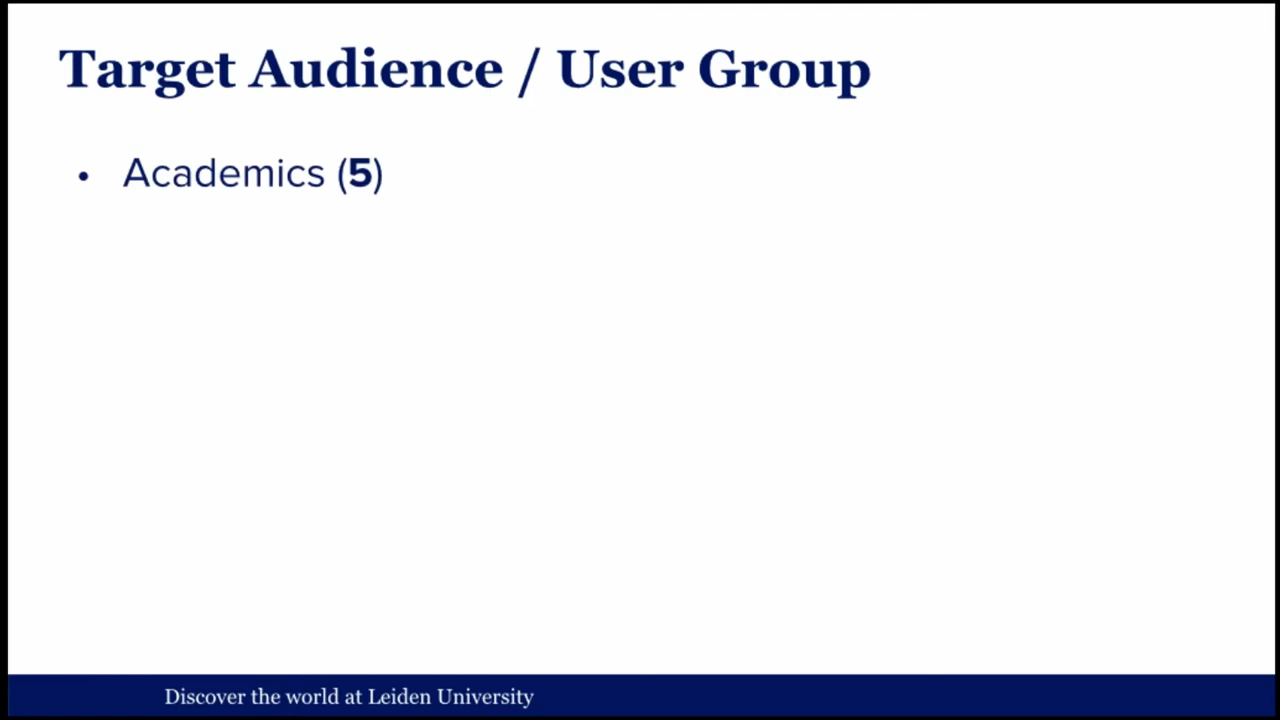 Target Audience / User Group
• Academics (5)
Discover the world at Leiden University